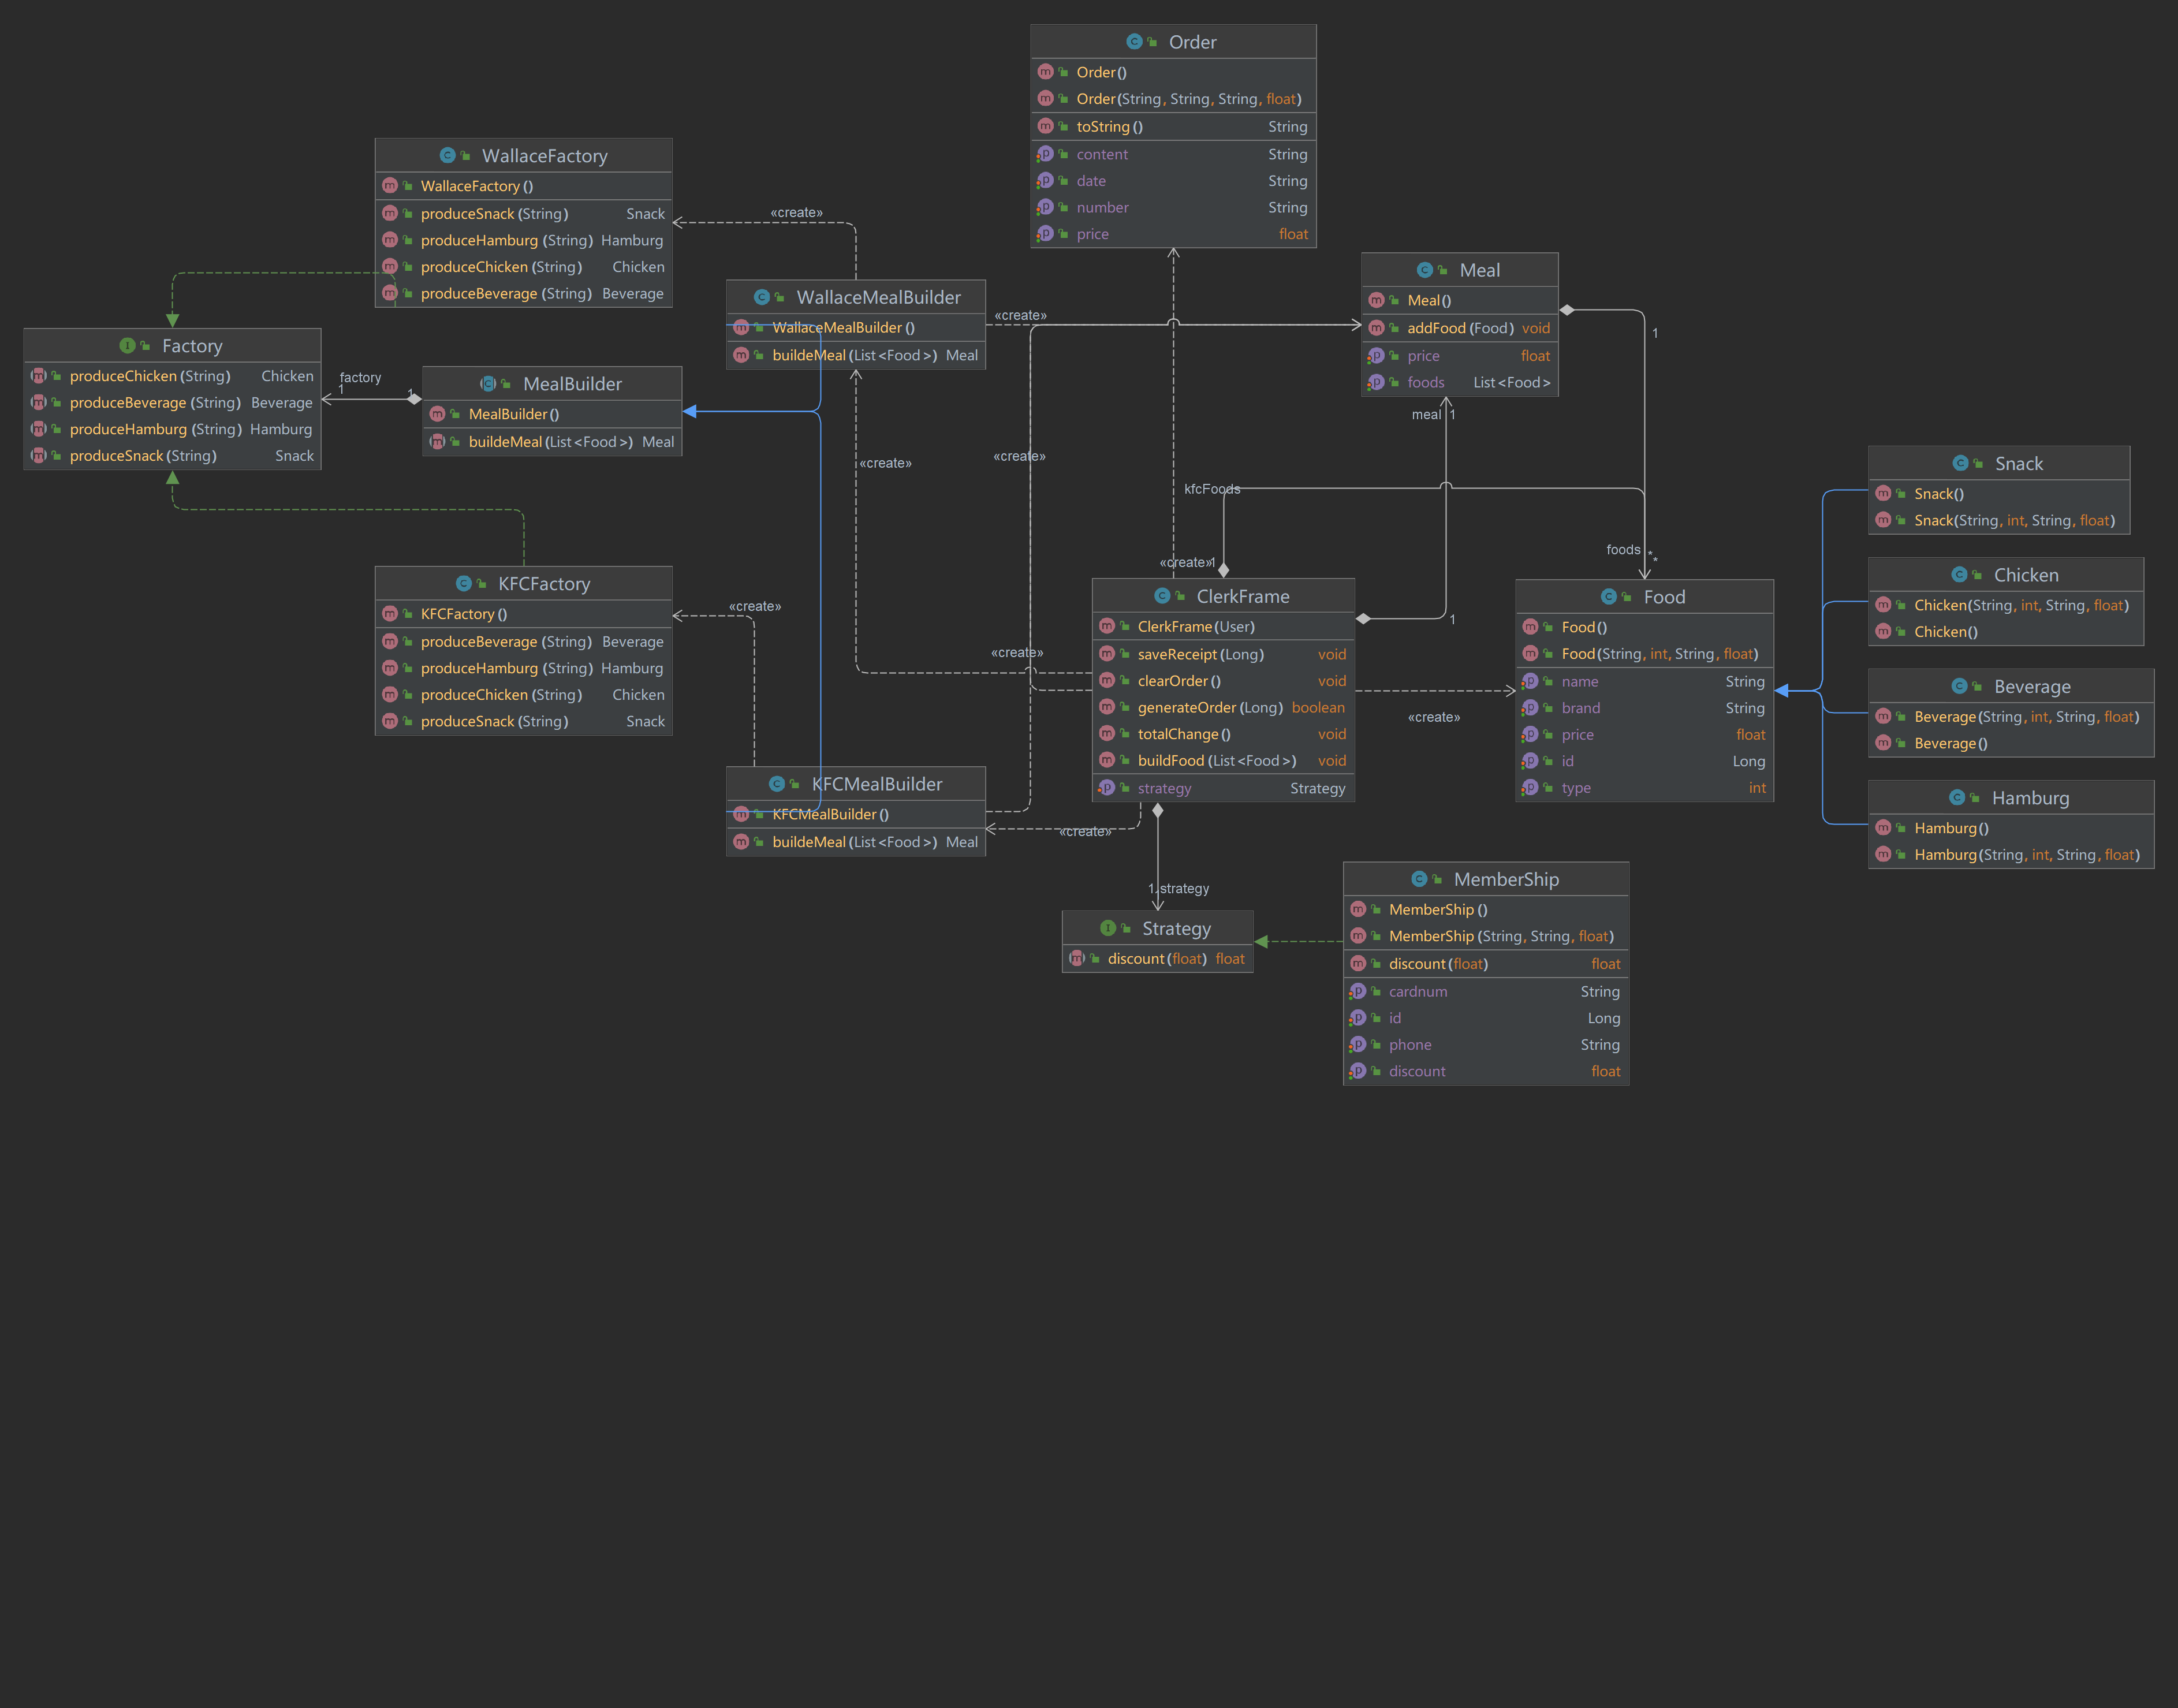 Order
Order()
Order(String, String, String, float)
toString() String
content String
date String
number String
price float
WallaceFactory
WallaceFactory()
produceSnack(String) Snack
produceHamburg(String) Hamburg
produceChicken(String) Chicken
produceBeverage(String) Beverage
«create»
WallaceMealBuilder
WallaceMealBuilder()
buildeMeal(List<Food>) Meal
«create»
Meal
Meal()
addFood(Food) void
price float
foods List<Food>
1
Factory
produceChicken(String) Chicken
produceBeverage(String) Beverage
produceHamburg(String) Hamburg
produceSnack(String) Snack
factory
1
1
MealBuilder
MealBuilder()
buildeMeal(List<Food>) Meal
meal 1
«create»
«create»
kfcFoods
Snack
Snack()
Snack(String, int, String, float)
foods *
*
«create»
1
KFCFactory
KFCFactory()
produceBeverage(String) Beverage
produceHamburg(String) Hamburg
produceChicken(String) Chicken
produceSnack(String) Snack
«create»
«create»
ClerkFrame
ClerkFrame(User)
saveReceipt(Long) void
clearOrder() void
generateOrder(Long) boolean
totalChange() void
buildFood(List<Food>) void
strategy Strategy
1
«create»
Food
Food()
Food(String, int, String, float)
name String
brand String
price float
id Long
type int
Chicken
Chicken(String, int, String, float)
Chicken()
Beverage
Beverage(String, int, String, float)
Beverage()
Hamburg
Hamburg()
Hamburg(String, int, String, float)
KFCMealBuilder
KFCMealBuilder()
buildeMeal(List<Food>) Meal
«create»
1
strategy
Strategy
discount(float) float
MemberShip
MemberShip()
MemberShip(String, String, float)
discount(float) float
cardnum String
id Long
phone String
discount float